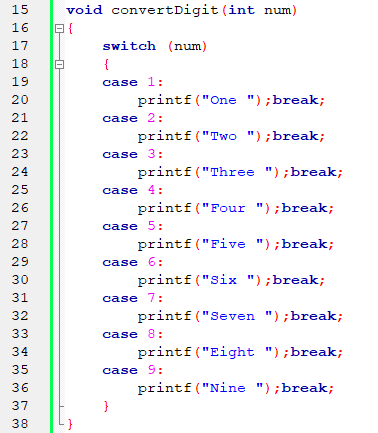 15 void convertDigit(int num)
16 {
17 switch (num)
18 {
19 case 1:
20 printf("One ");break;
21 case 2:
22 printf("Two ");break;
23 case 3:
24 printf("Three ");break;
25 case 4:
26 printf("Four ");break;
27 case 5:
28 printf("Five ");break;
29 case 6:
30 printf("Six ");break;
31 case 7:
32 printf("Seven ");break;
33 case 8:
34 printf("Eight ");break;
35 case 9:
36 printf("Nine ");break;
37 }
38 }